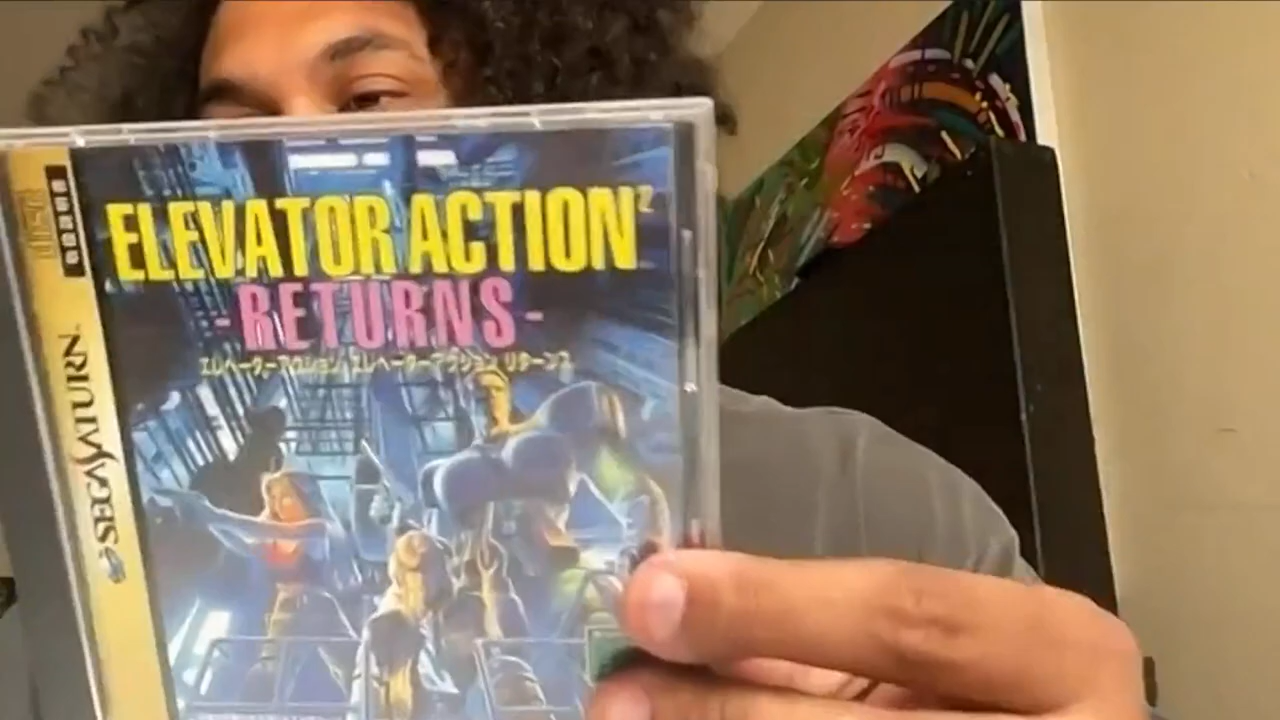 ELEVATOR ACTION²
-RETURNS-
エレベーターアクション エレベーターアクション リターンズ
SEGA SATURN